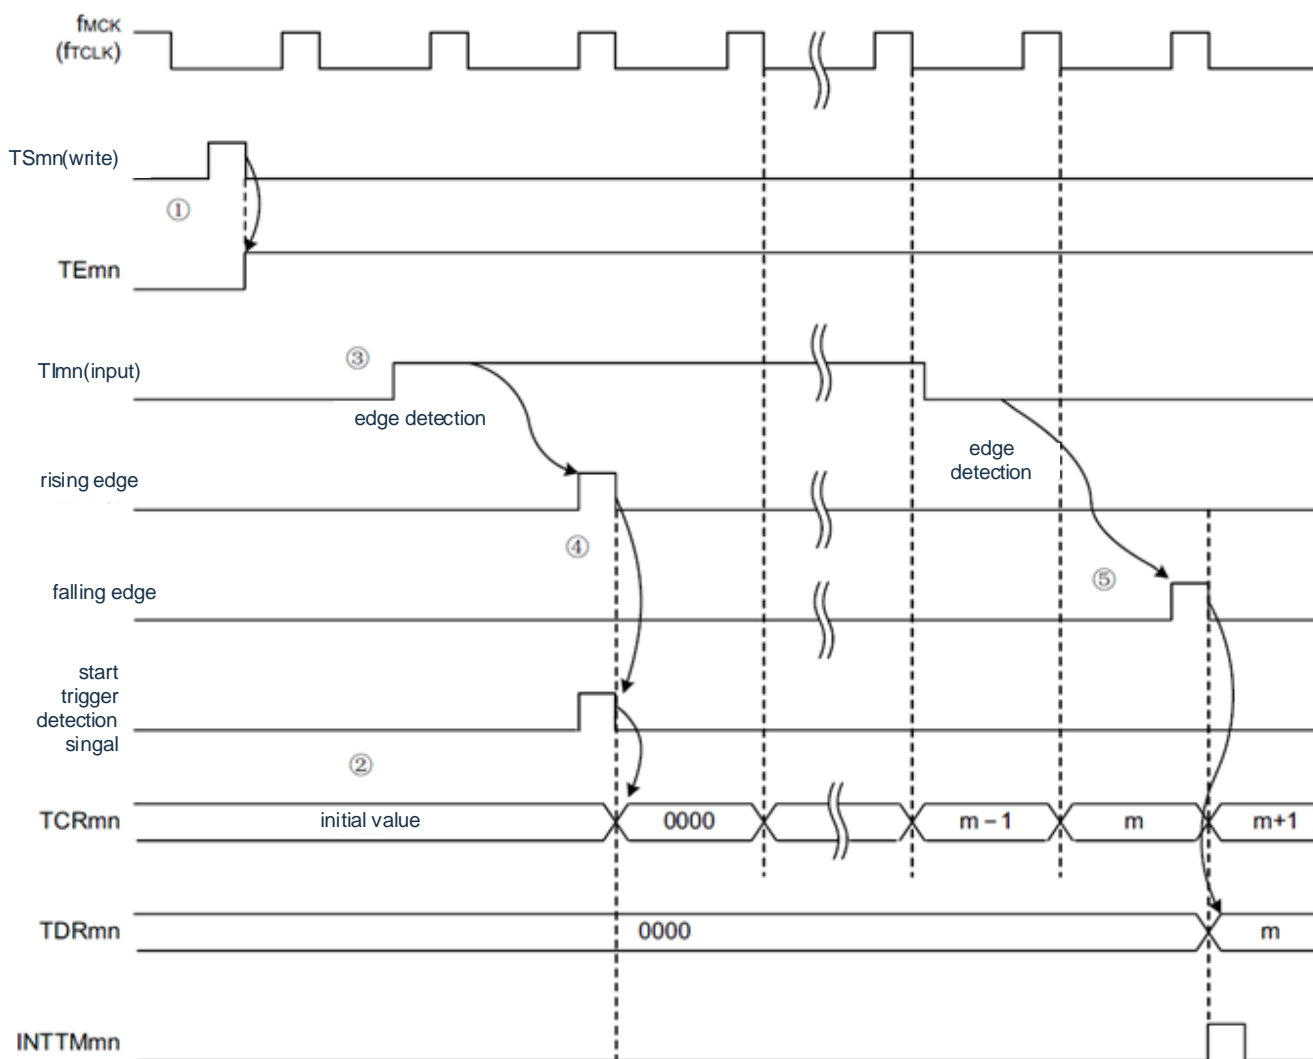 fMCK
(fTCLK)
TSmn(write)
①
TEmn
③
TImn(input)
edge detection
edge
detection
rising edge
④
⑤
falling edge
start
trigger
detection
singal
②
TCRmn
initial value
0000
m – 1
m
m+1
TDRmn
0000
m
INTTMmn